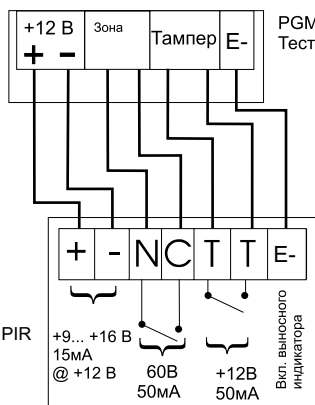 +12 В
+ −
Зона
Тампер
E-
PGM
Тест
+ - N C T T E-
PIR
+9... +16 В
15мА
@ +12 В
60В
50мА
+12В
50мА
Вкл. выносного
индикатора